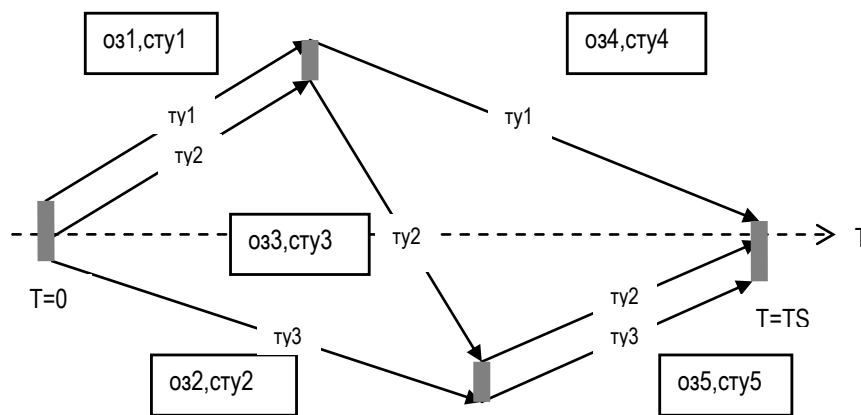 оз1,сту1
оз4,сту4
ту1
ту1
ту2
оз3,сту3
ту2
T
T=0
ту2
T=TS
ту3
ту3
оз2,сту2
оз5,сту5